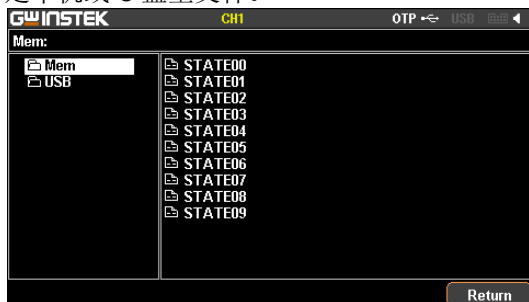 GWINSTEK CH1 OTP USB
Mem:
Mem
USB
STATE00
STATE01
STATE02
STATE03
STATE04
STATE05
STATE06
STATE07
STATE08
STATE09
Return